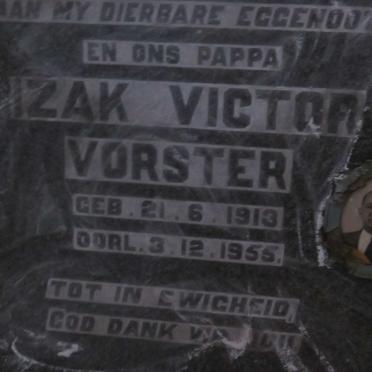 AAN MY DIERBARE EGGENOOT
EN ONS PAPPA
IZAK VICTOR
VORSTER
GEB. 21. 6. 1913
OORL. 3. 12. 1955.
TOT IN EWIGHEID,
GOD DANK VIR